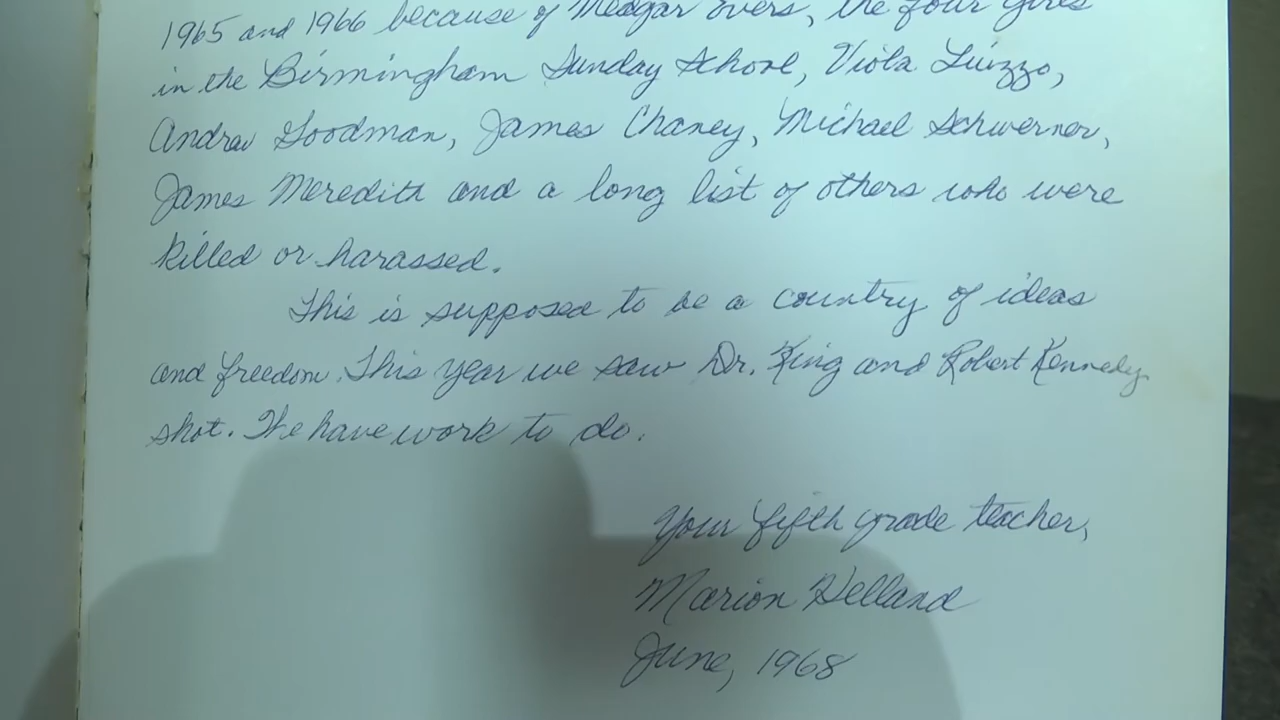 1965 and 1966 because of Medgar Evers, the four girls
in the Birmingham Sunday School, Viola Liuzzo,
Andrew Goodman, James Chaney, Michael Schwerner,
James Meredith and a long list of others who were
killed or harassed.
This is supposed to be a country of ideas
and freedom. This year we saw Dr. King and Robert Kennedy
shot. We have work to do.
Your fifth grade teacher,
Marion Helland
June, 1968